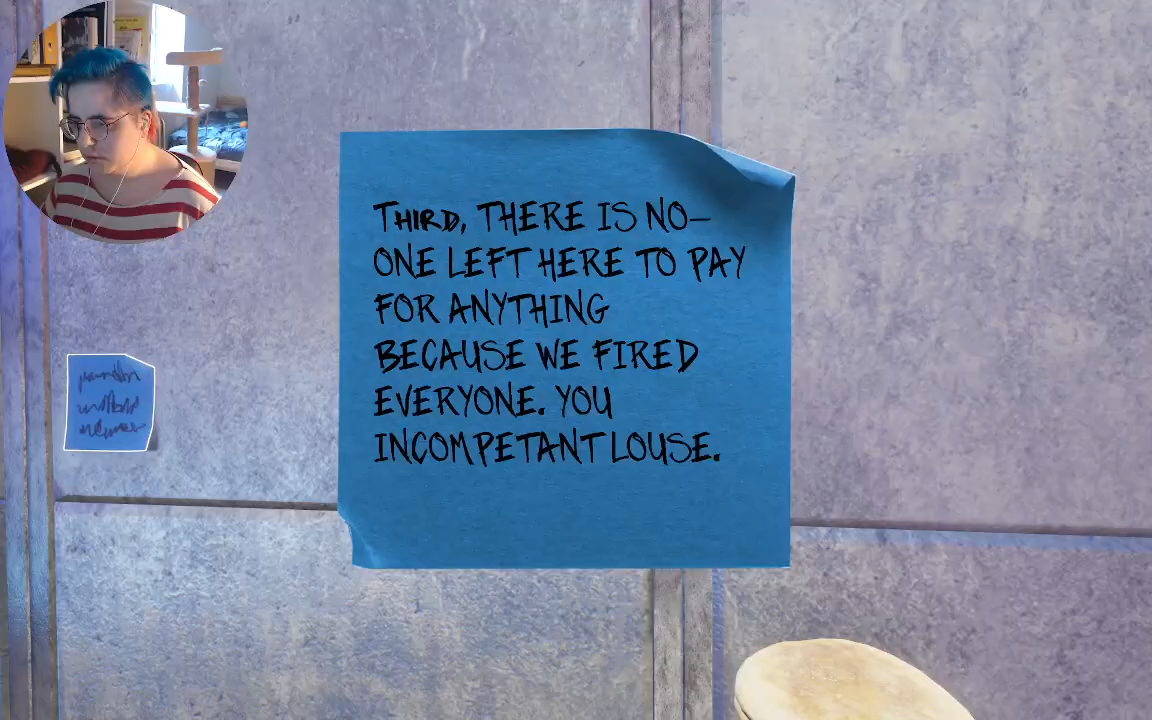 THIRD, THERE IS NO-
ONE LEFT HERE TO PAY
FOR ANYTHING
BECAUSE WE FIRED
EVERYONE. YOU
INCOMPETANT LOUSE.